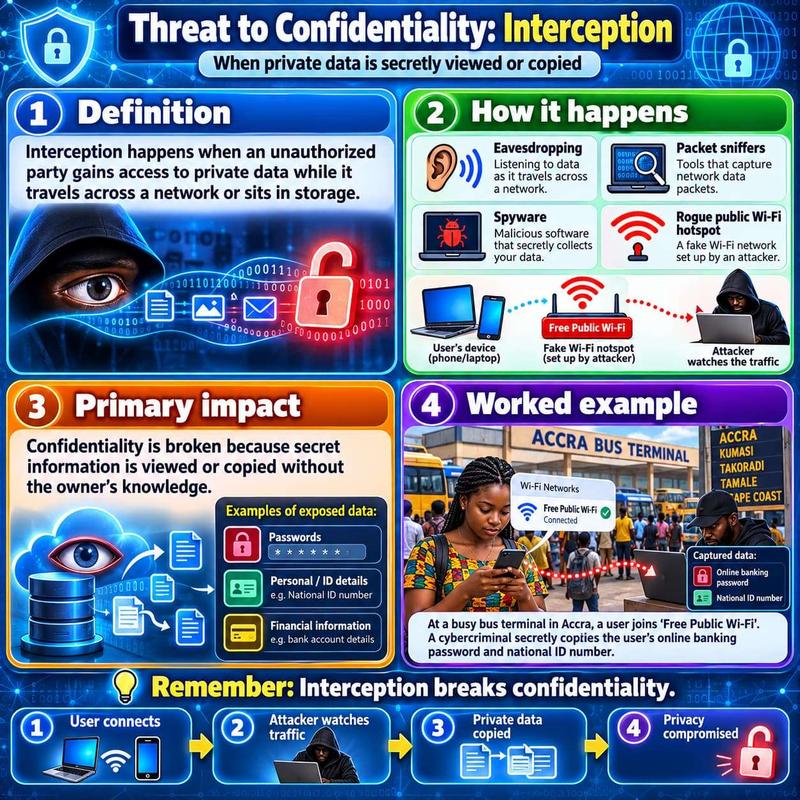 Threat to Confidentiality: Interception
When private data is secretly viewed or copied
1 Definition
Interception happens when an unauthorized
party gains access to private data while it
travels across a network or sits in storage.
2 How it happens
Eavesdropping
Listening to data
as it travels across
a network.
Packet sniffers
Tools that capture
network data
packets.
Spyware
Malicious software
that secretly collects
your data.
Rogue public Wi-Fi
hotspot
A fake Wi-Fi network
set up by an attacker.
Free Public Wi-Fi
User's device
(phone/laptop)
Fake Wi-Fi hotspot
(set up by attacker)
Attacker
watches the traffic
3 Primary impact
Confidentiality is broken because secret
information is viewed or copied without
the owner's knowledge.
Examples of exposed data:
Passwords
* * * * * *
Personal / ID details
e.g. National ID number
Financial information
e.g. bank account details
4 Worked example
ACCRA BUS TERMINAL
ACCRA
KUMASI
TAKORADI
TAMALE
CAPE COAST
Wi-Fi Networks
Free Public Wi-Fi
Connected
Captured data:
Online banking
password
National ID number
At a busy bus terminal in Accra, a user joins 'Free Public Wi-Fi'.
A cybercriminal secretly copties the user's online banking
password and national ID number.
Remember: Interception breaks confidentiality.
1 User connects
2 Attacker watches
traffic
3 Private data
copied
4 Privacy
compromised